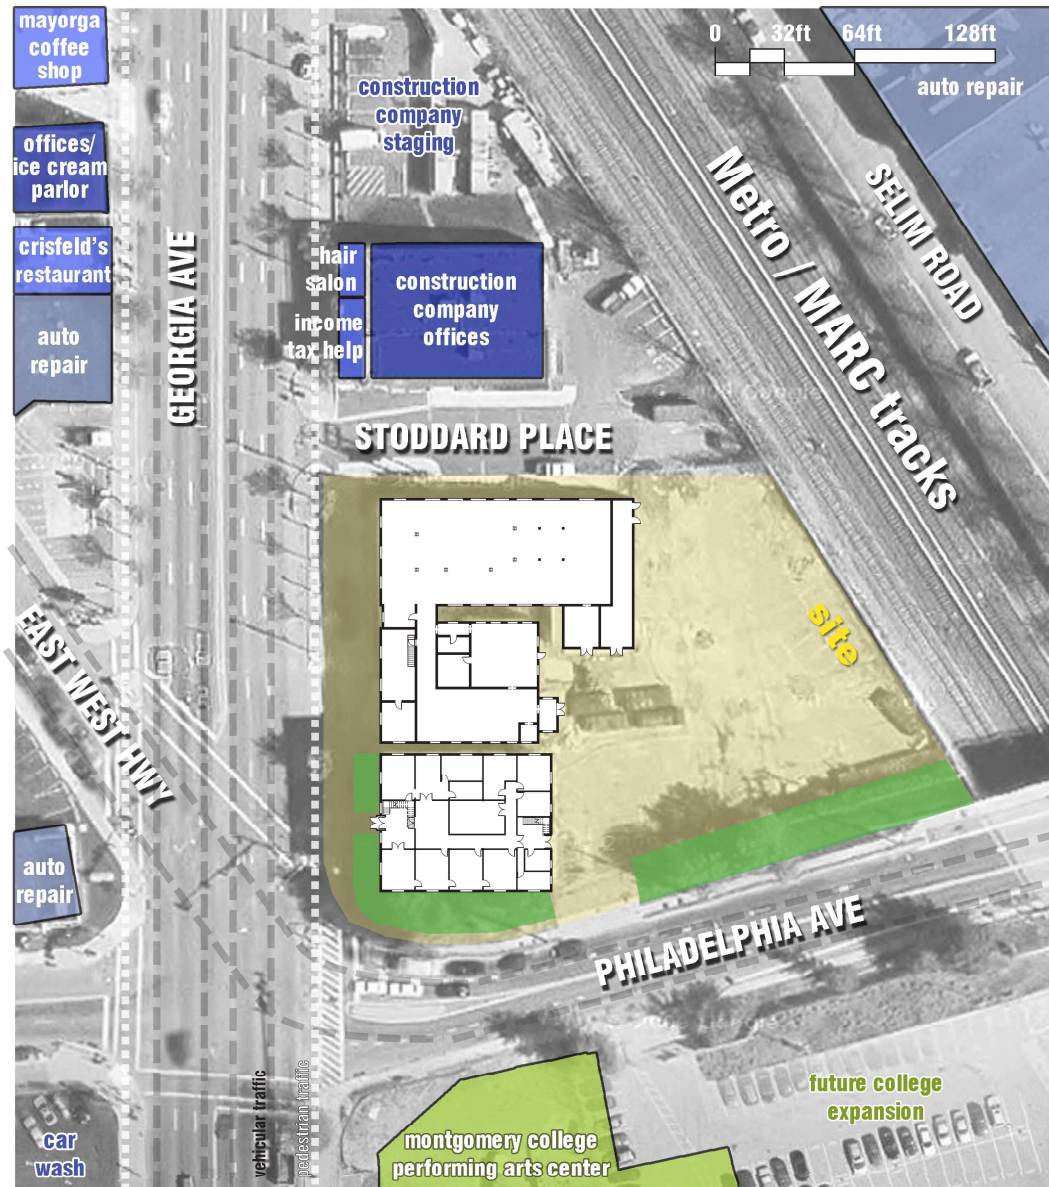 mayorga
coffee
shop
0 32ft 64ft 128ft
auto repair
construction
company
staging
offices/
ice cream
parlor
Metro / MARC tracks
SELIM ROAD
crisfeld's
restaurant
GEORGIA AVE
hair
salon
construction
company
offices
income
tax help
auto
repair
STODDARD PLACE
site
EAST WEST HWY
auto
repair
PHILADELPHIA AVE
vehicular traffic
pedestrian traffic
future college
expansion
car
wash
montgomery college
performing arts center